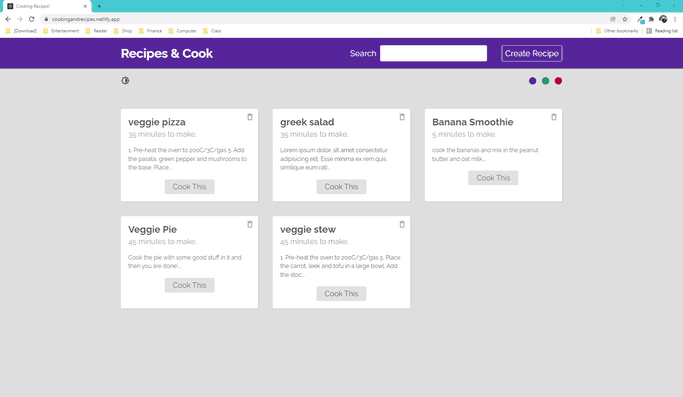 Cooking Recipes!
cookingandrecipes.netlify.app
[Download]
Entertainment
Reader
Shop
Finance
Computer
Class
Other bookmarks
Reading list
Recipes & Cook
Search
Create Recipe
veggie pizza
35 minutes to make.
1. Pre-heat the oven to 200C/3C/gas 5. Add
the pasata, green pepper and mushrooms to
the base. Place...
Cook This
greek salad
35 minutes to make.
Lorem ipsum dolor, sit amet consectetur
adipisicing elit. Esse minima ex rem quis
similique eum rati...
Cook This
Banana Smoothie
5 minutes to make.
cook the bananas and mix in the peanut
butter and oat milk...
Cook This
Veggie Pie
45 minutes to make.
Cook the pie with some good stuff in it and
then you are done!...
Cook This
veggie stew
45 minutes to make.
1. Pre-heat the oven to 200C/3C/gas 5. Place
the carrot, leek and tofu in a large bowl. Add
the stoc...
Cook This